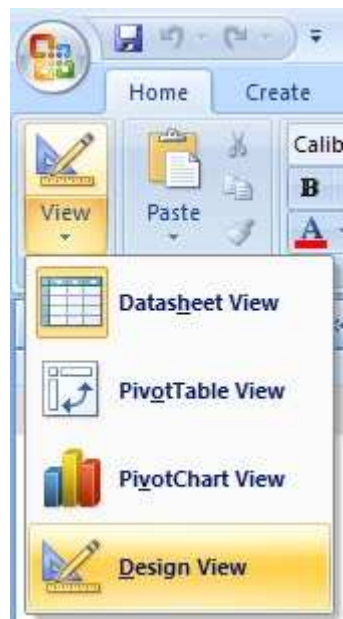 Home Create
View Paste Calib
B
A
Datasheet View
PivotTable View
PivotChart View
Design View